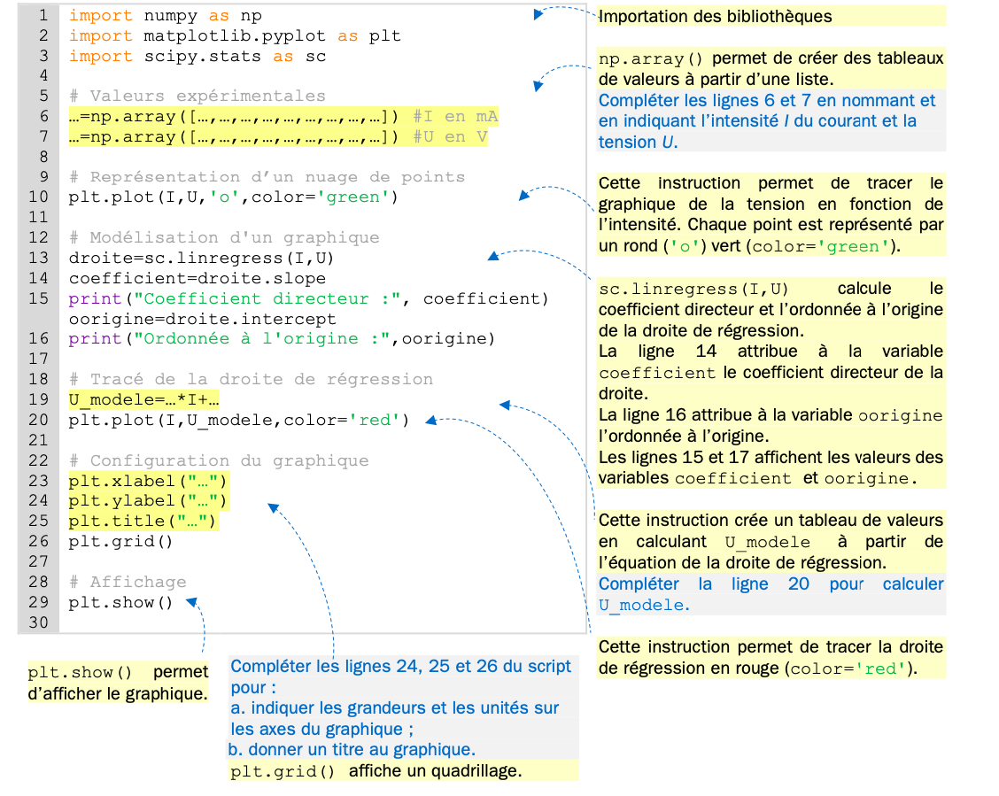 1 import numpy as np
2 import matplotlib.pyplot as plt
3 import scipy.stats as sc
4
5 # Valeurs expérimentales
6 …=np.array([…,…,…,…,…,…,…,…,…]) #I en mA
7 …=np.array([…,…,…,…,…,…,…,…,…]) #U en V
8
9 # Représentation d’un nuage de points
10 plt.plot(I,U,'o',color='green')
11
12 # Modélisation d'un graphique
13 droite=sc.linregress(I,U)
14 coefficient=droite.slope
15 print("Coefficient directeur :", coefficient)
oorigine=droite.intercept
16 print("Ordonnée à l'origine :",oorigine)
17
18 # Tracé de la droite de régression
19 U_modele=…*I+…
20 plt.plot(I,U_modele,color='red')
21
22 # Configuration du graphique
23 plt.xlabel("…")
24 plt.ylabel("…")
25 plt.title("…")
26 plt.grid()
27
28 # Affichage
29 plt.show()
30
Importation des bibliothèques
np.array() permet de créer des tableaux
de valeurs à partir d’une liste.
Compléter les lignes 6 et 7 en nommant et
en indiquant l’intensité I du courant et la
tension U.
Cette instruction permet de tracer le
graphique de la tension en fonction de
l’intensité. Chaque point est représenté par
un rond ('o') vert (color='green').
sc.linregress(I,U) calcule le
coefficient directeur et l’ordonnée à l’origine
de la droite de régression.
La ligne 14 attribue à la variable
coefficient le coefficient directeur de la
droite.
La ligne 16 attribue à la variable oorigine
l’ordonnée à l’origine.
Les lignes 15 et 17 affichent les valeurs des
variables coefficient et oorigine.
Cette instruction crée un tableau de valeurs
en calculant U_modele à partir de
l’équation de la droite de régression.
Compléter la ligne 20 pour calculer
U_modele.
Cette instruction permet de tracer la droite
de régression en rouge (color='red').
plt.show() permet
d’afficher le graphique.
Compléter les lignes 24, 25 et 26 du script
pour :
a. indiquer les grandeurs et les unités sur
les axes du graphique ;
b. donner un titre au graphique.
plt.grid() affiche un quadrillage.